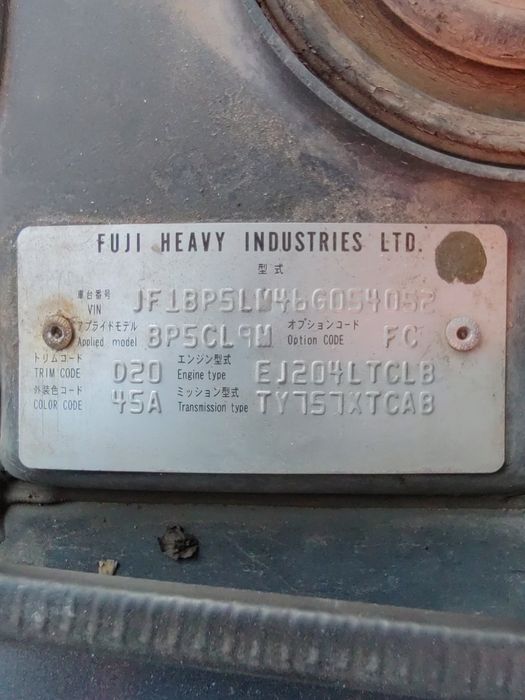 FUJI HEAVY INDUSTRIES LTD.
型式
車台番号 VIN JF1BP5LM46G054052
アプライドモデル Applied model BP5CL9M オプションコード Option CODE FC
トリムコード TRIM CODE 020 エンジン型式 Engine type EJ204LTCLB
外装色コード COLOR CODE 45A ミッション型式 Transmission type TY757XTCAB